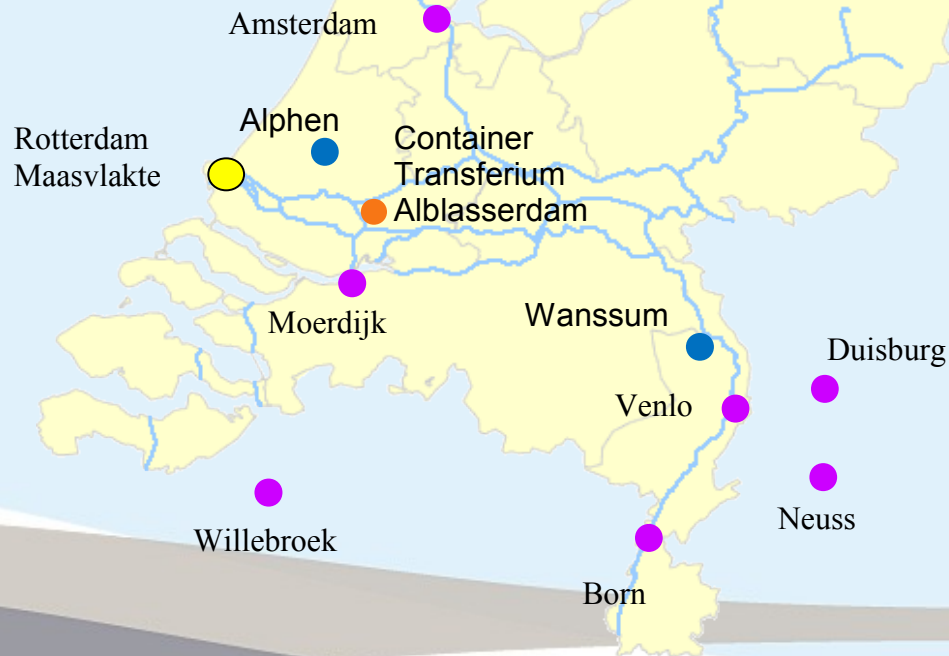 Amsterdam
Alphen
Rotterdam
Maasvlakte
Container
Transferium
Alblasserdam
Moerdijk
Wanssum
Duisburg
Venlo
Neuss
Willebroek
Born